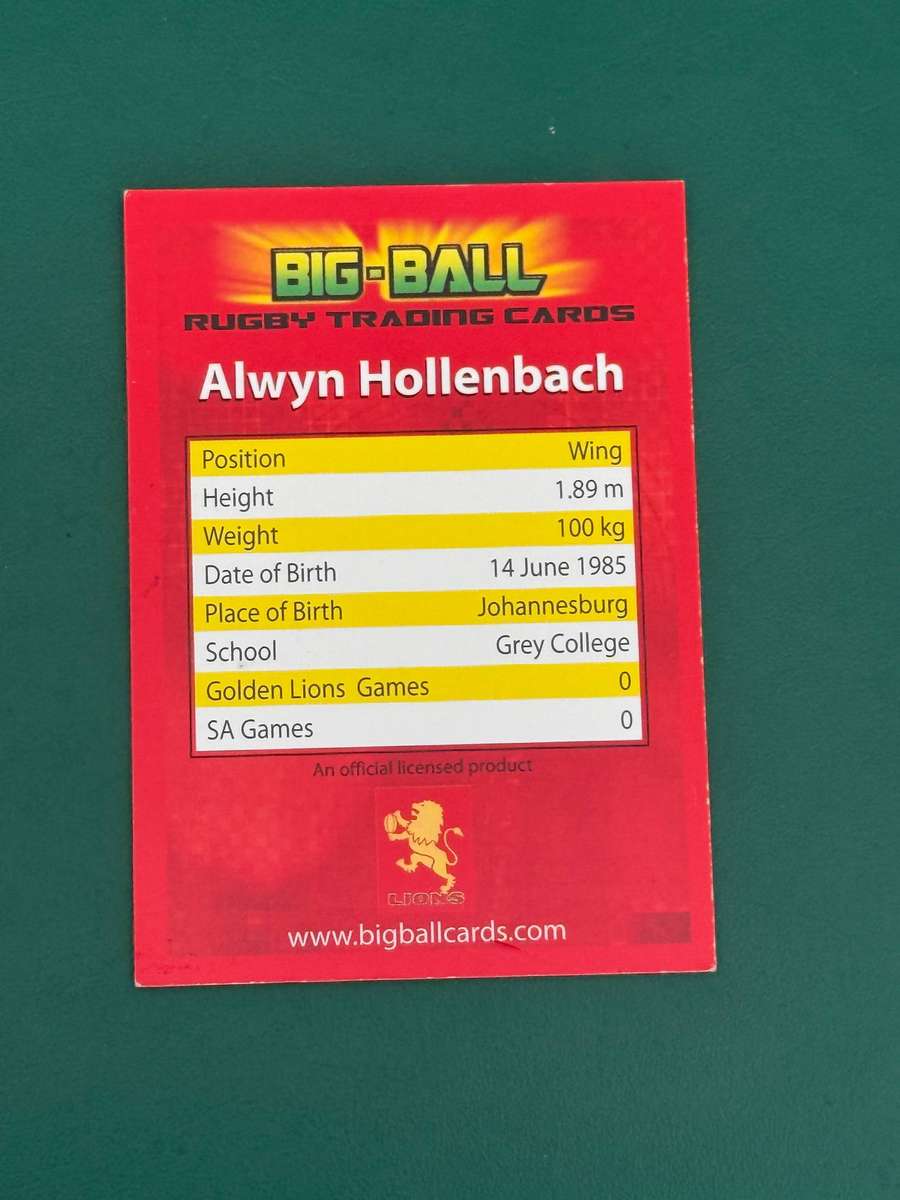 BIG-BALL
RUGBY TRADING CARDS
Alwyn Hollenbach
Position Wing
Height 1.89 m
Weight 100 kg
Date of Birth 14 June 1985
Place of Birth Johannesburg
School Grey College
Golden Lions Games 0
SA Games 0
An official licensed product
LIONS
www.bigballcards.com